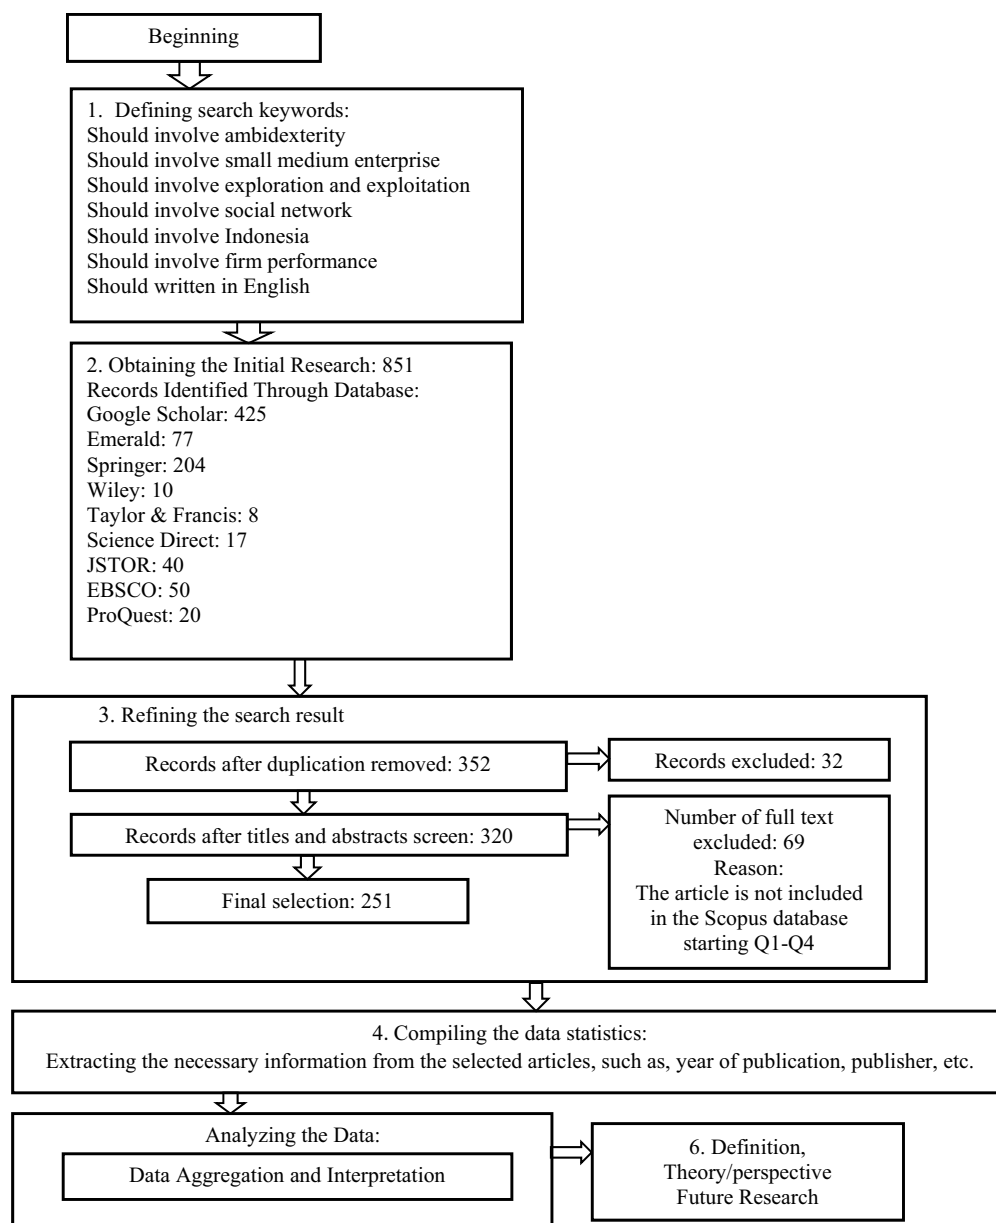 Beginning
1. Defining search keywords:
Should involve ambidexterity
Should involve small medium enterprise
Should involve exploration and exploitation
Should involve social network
Should involve Indonesia
Should involve firm performance
Should written in English
2. Obtaining the Initial Research: 851
Records Identified Through Database:
Google Scholar: 425
Emerald: 77
Springer: 204
Wiley: 10
Taylor & Francis: 8
Science Direct: 17
JSTOR: 40
EBSCO: 50
ProQuest: 20
3. Refining the search result
Records after duplication removed: 352
Records excluded: 32
Records after titles and abstracts screen: 320
Number of full text
excluded: 69
Reason:
The article is not included
in the Scopus database
starting Q1-Q4
Final selection: 251
4. Compiling the data statistics:
Extracting the necessary information from the selected articles, such as, year of publication, publisher, etc.
Analyzing the Data:
Data Aggregation and Interpretation
6. Definition,
Theory/perspective
Future Research